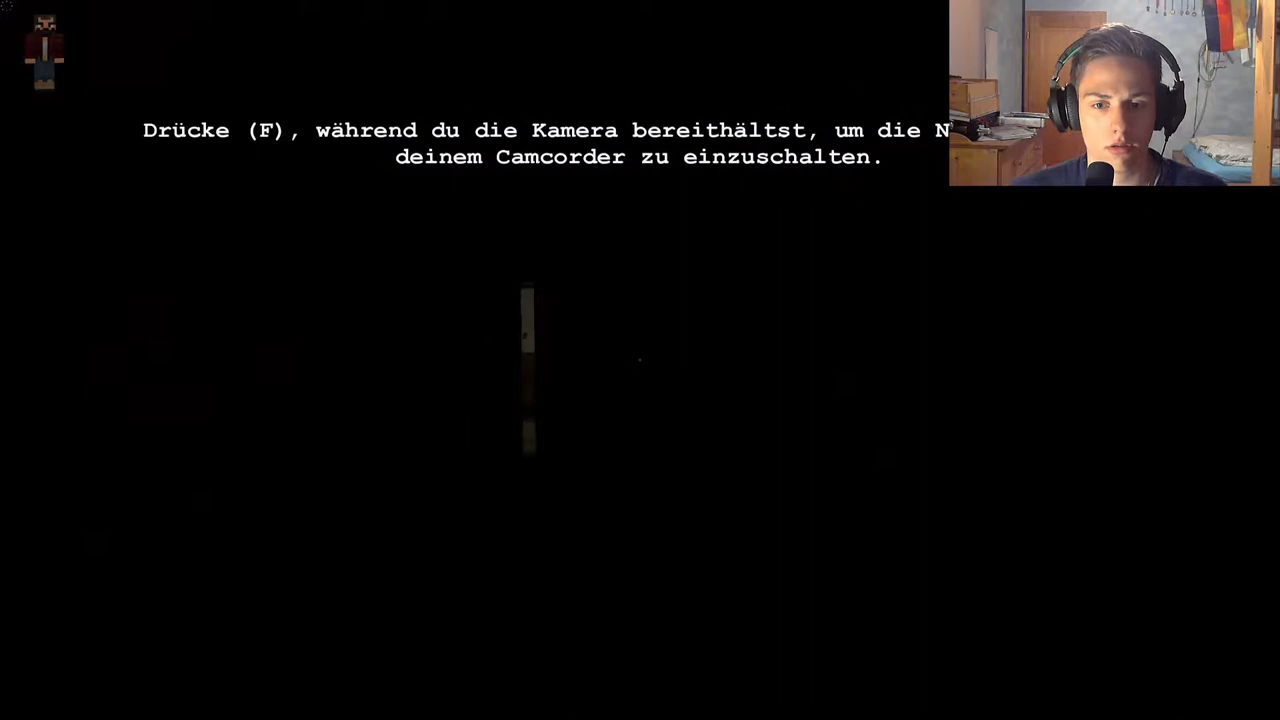 Drücke (F), während du die Kamera bereithältst, um die
deinem Camcorder zu einzuschalten.